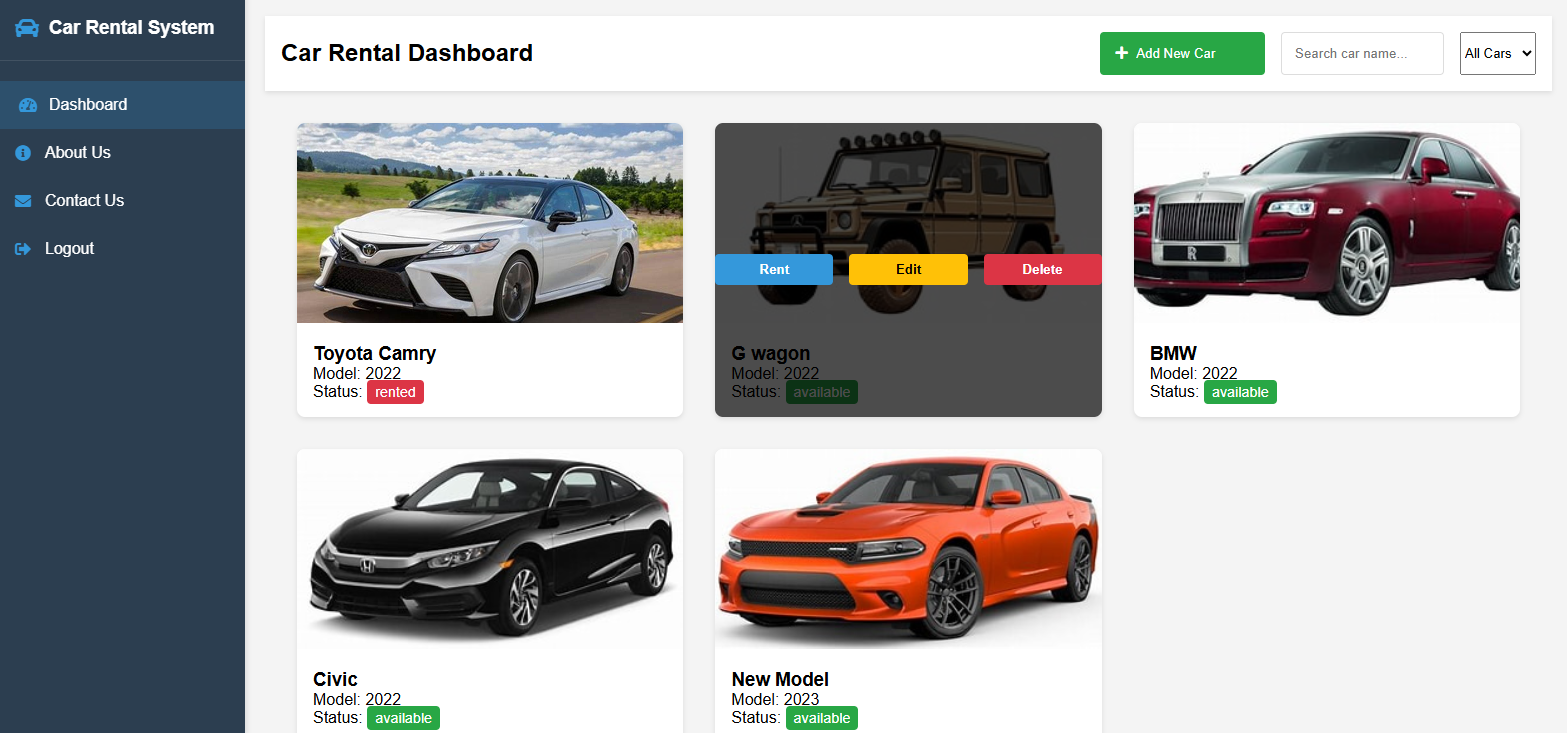 Car Rental System
Dashboard
About Us
Contact Us
Logout
Car Rental Dashboard
Add New Car
Search car name...
All Cars
Toyota Camry
Model: 2022
Status: rented
Rent Edit Delete
G wagon
Status: available
BMW
Model: 2022
Status: available
Civic
Model: 2022
Status: available
New Model
Model: 2023
Status: available